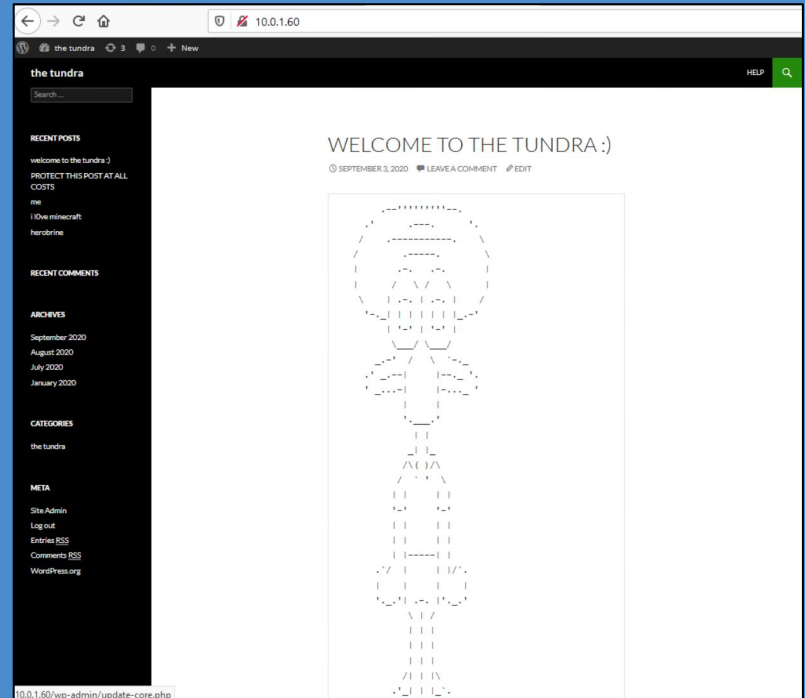 10.0.1.60
the tundra 3 0 + New
the tundra
HELP
Search ...
RECENT POSTS
welcome to the tundra :)
PROTECT THIS POST AT ALL
COSTS
me
i l0ve minecraft
herobrine
RECENT COMMENTS
ARCHIVES
September 2020
August 2020
July 2020
January 2020
CATEGORIES
the tundra
META
Site Admin
Log out
Entries RSS
Comments RSS
WordPress.org
WELCOME TO THE TUNDRA :)
SEPTEMBER 3, 2020 LEAVE A COMMENT EDIT
10.0.1.60/wp-admin/update-core.php